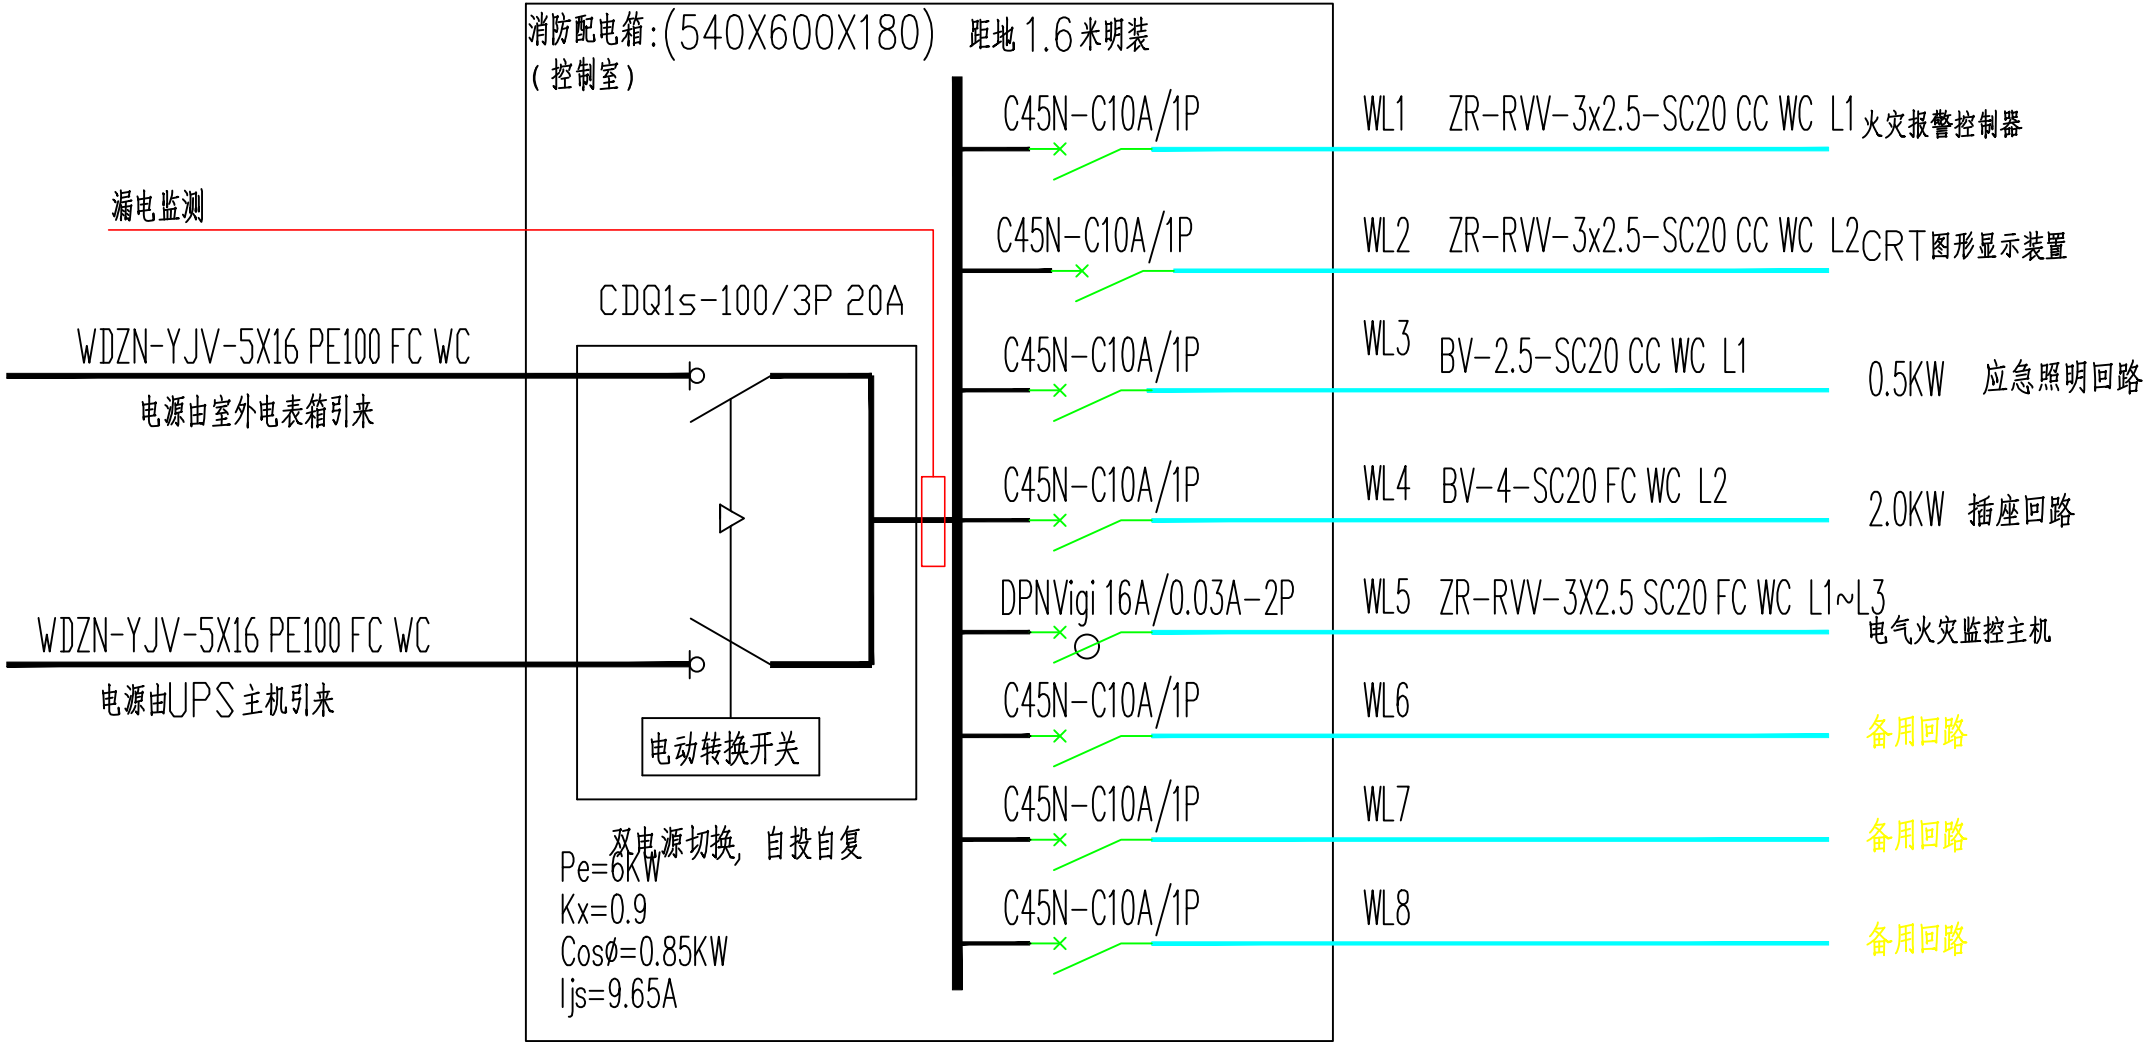 消防配电箱:(540X600X180) 距地1.6米明装
(控制室)
C45N-C10A/1P WL1 ZR-RVV-3x2.5-SC20 CC WC L1 火灾报警控制器
漏电监测
C45N-C10A/1P WL2 ZR-RVV-3x2.5-SC20 CC WC L2 CRT图形显示装置
CDQ1s-100/3P 20A
WDZN-YJV-5X16 PE100 FC WC
电源由室外电表箱引来
C45N-C10A/1P WL3 BV-2.5-SC20 CC WC L1 0.5KW 应急照明回路
C45N-C10A/1P WL4 BV-4-SC20 FC WC L2 2.0KW 插座回路
DPNVigi 16A/0.03A-2P WL5 ZR-RVV-3X2.5 SC20 FC WC L1~L3
电气火灾监控主机
WDZN-YJV-5X16 PE100 FC WC
电源由UPS主机引来
C45N-C10A/1P WL6 备用回路
电动转换开关
C45N-C10A/1P WL7 备用回路
双电源切换, 自投自复
Pe=6KW
Kx=0.9
C45N-C10A/1P WL8 备用回路
Cosø=0.85KW
Ijs=9.65A